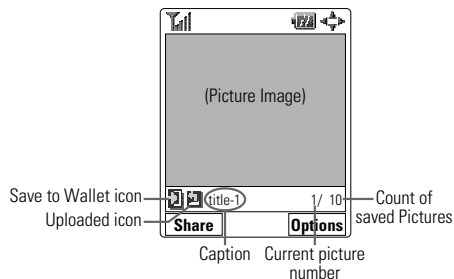 (Picture Image)
Save to Wallet icon
title-1
1/ 10
Count of
saved Pictures
Uploaded icon
Share
Options
Caption
Current picture
number